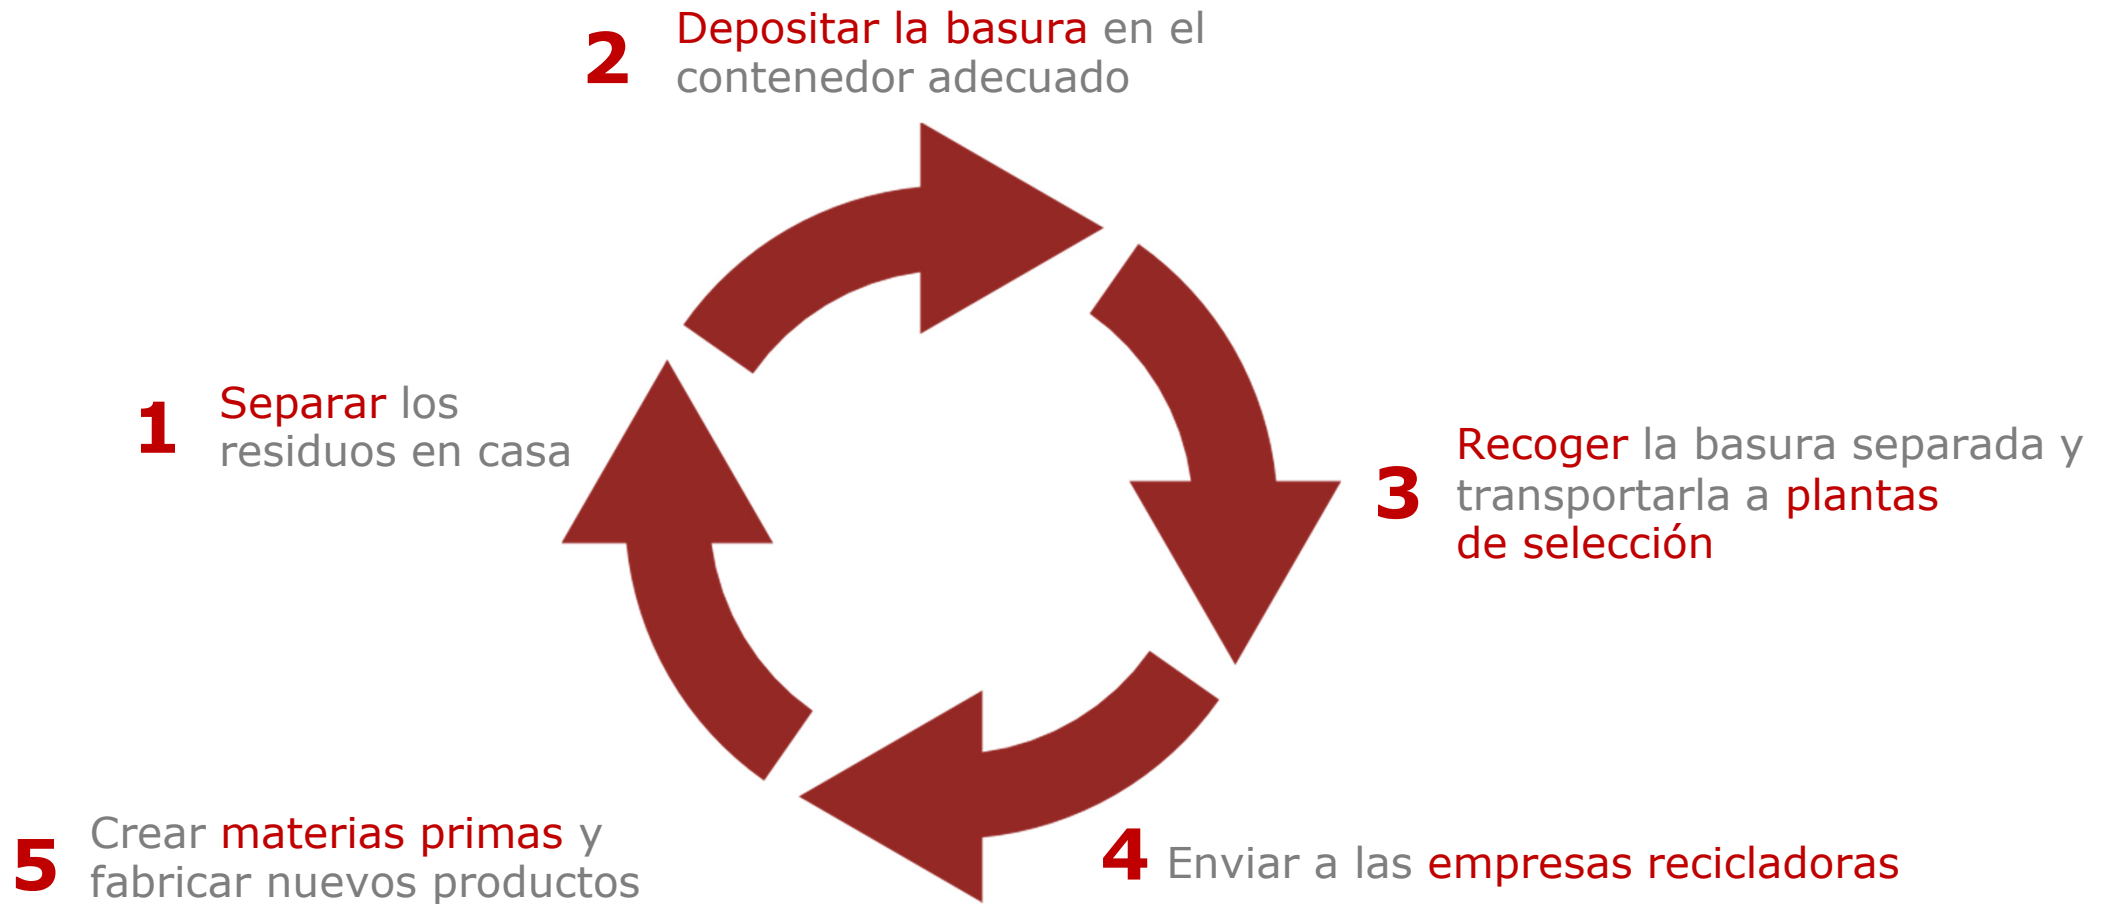 1
Separar los
residuos en casa
2
Depositar la basura en el
contenedor adecuado
3
Recoger la basura separada y
transportarla a plantas
de selección
4 Enviar a las empresas recicladoras
5
Crear materias primas y
fabricar nuevos productos